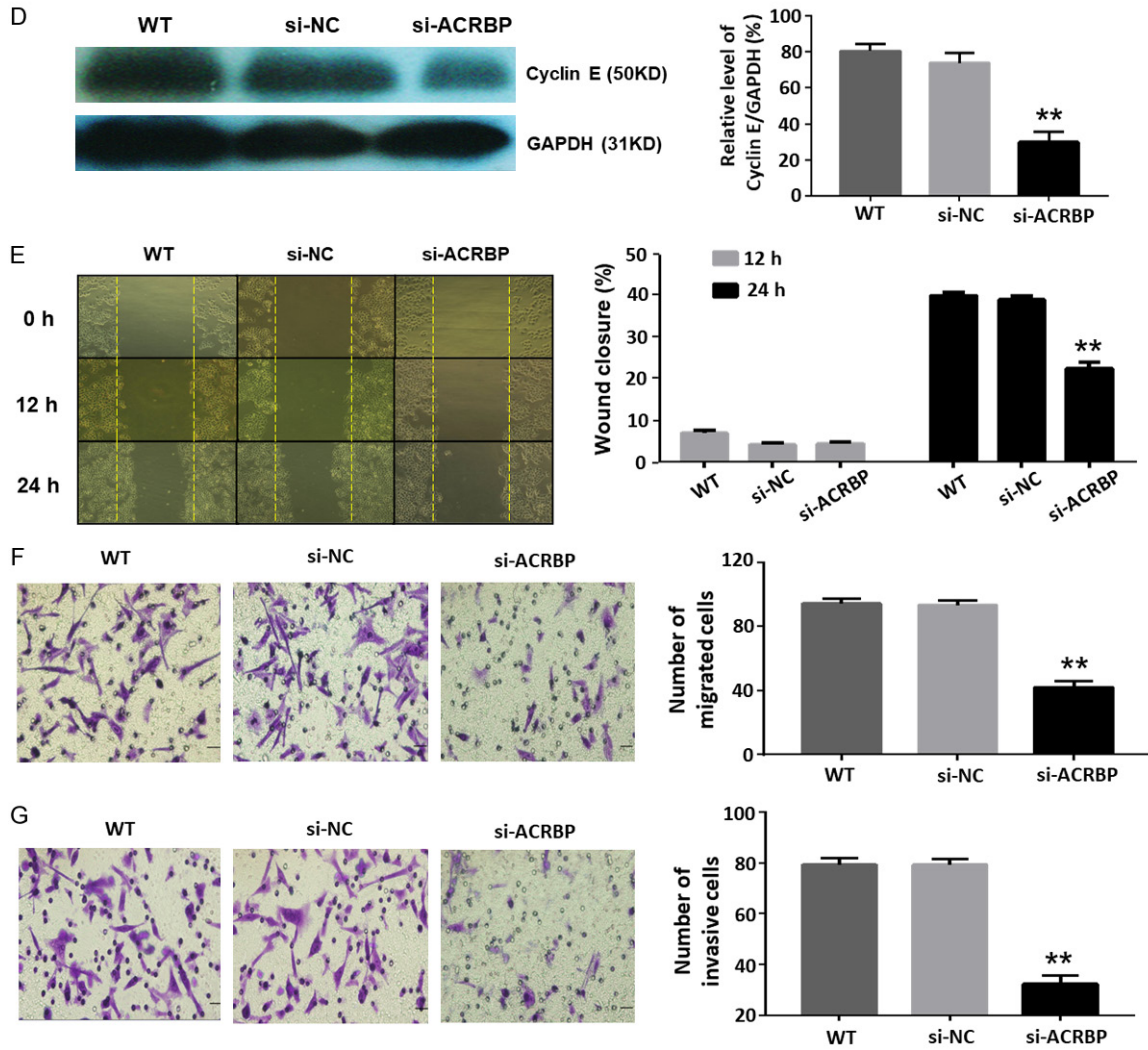 D
WT
si-NC
si-ACRBP
Cyclin E (50KD)
GAPDH (31KD)
Relative level of
Cyclin E/GAPDH (%)
100
80
60
40
20
0
WT
si-NC
si-ACRBP
**
E
WT
si-NC
si-ACRBP
0 h
12 h
24 h
Wound closure (%)
50
40
30
20
10
0
12 h
24 h
**
WT
si-NC
si-ACRBP
WT
si-NC
si-ACRBP
F
WT
si-NC
si-ACRBP
Number of
migrated cells
120
80
40
0
**
WT
si-NC
si-ACRBP
G
WT
si-NC
si-ACRBP
Number of
invasive cells
100
80
60
40
20
**
WT
si-NC
si-ACRBP